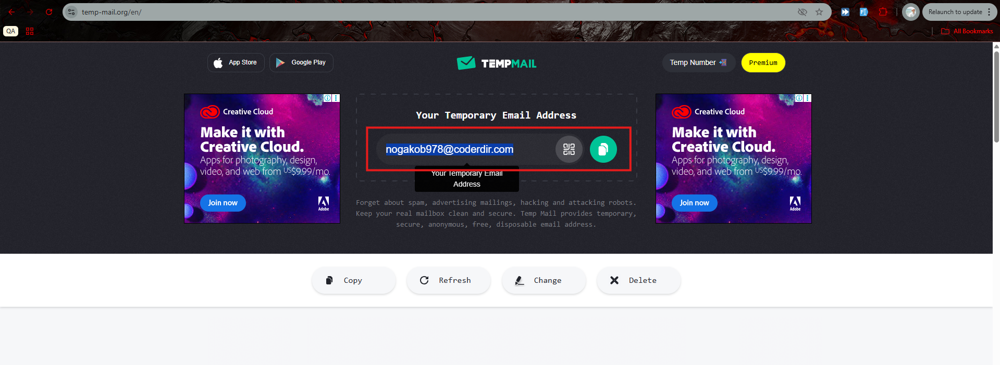 temp-mail.org/en/
Relaunch to update
QA
All Bookmarks
App Store
Google Play
TEMPMAIL
Temp Number
Premium
Creative Cloud
Make it with
Creative Cloud.
Apps for photography, design,
video, and web from US$9.99/mo.
Join now
Adobe
Your Temporary Email Address
nogakob978@coderdir.com
Your Temporary Email
Address
Forget about spam, advertising mailings, hacking and attacking robots.
Keep your real mailbox clean and secure. Temp Mail provides temporary,
secure, anonymous, free, disposable email address.
Creative Cloud
Make it with
Creative Cloud.
Apps for photography, design,
video, and web from US$9.99/mo.
Join now
Adobe
Copy
Refresh
Change
Delete